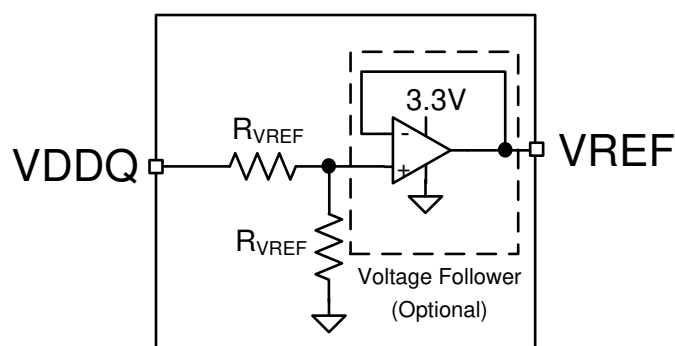 3.3V
R_VREF
-
VDDQ
VREF
+
R_VREF
Voltage Follower
(Optional)